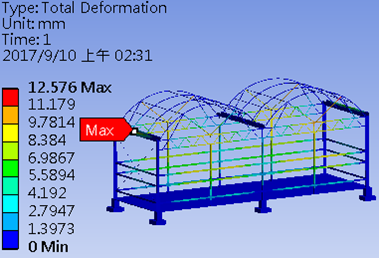 Type: Total Deformation
Unit: mm
Time: 1
2017/9/10 上午 02:31
12.576 Max
11.179
9.7814
8.384
6.9867
5.5894
4.192
2.7947
1.3973
0 Min
Max